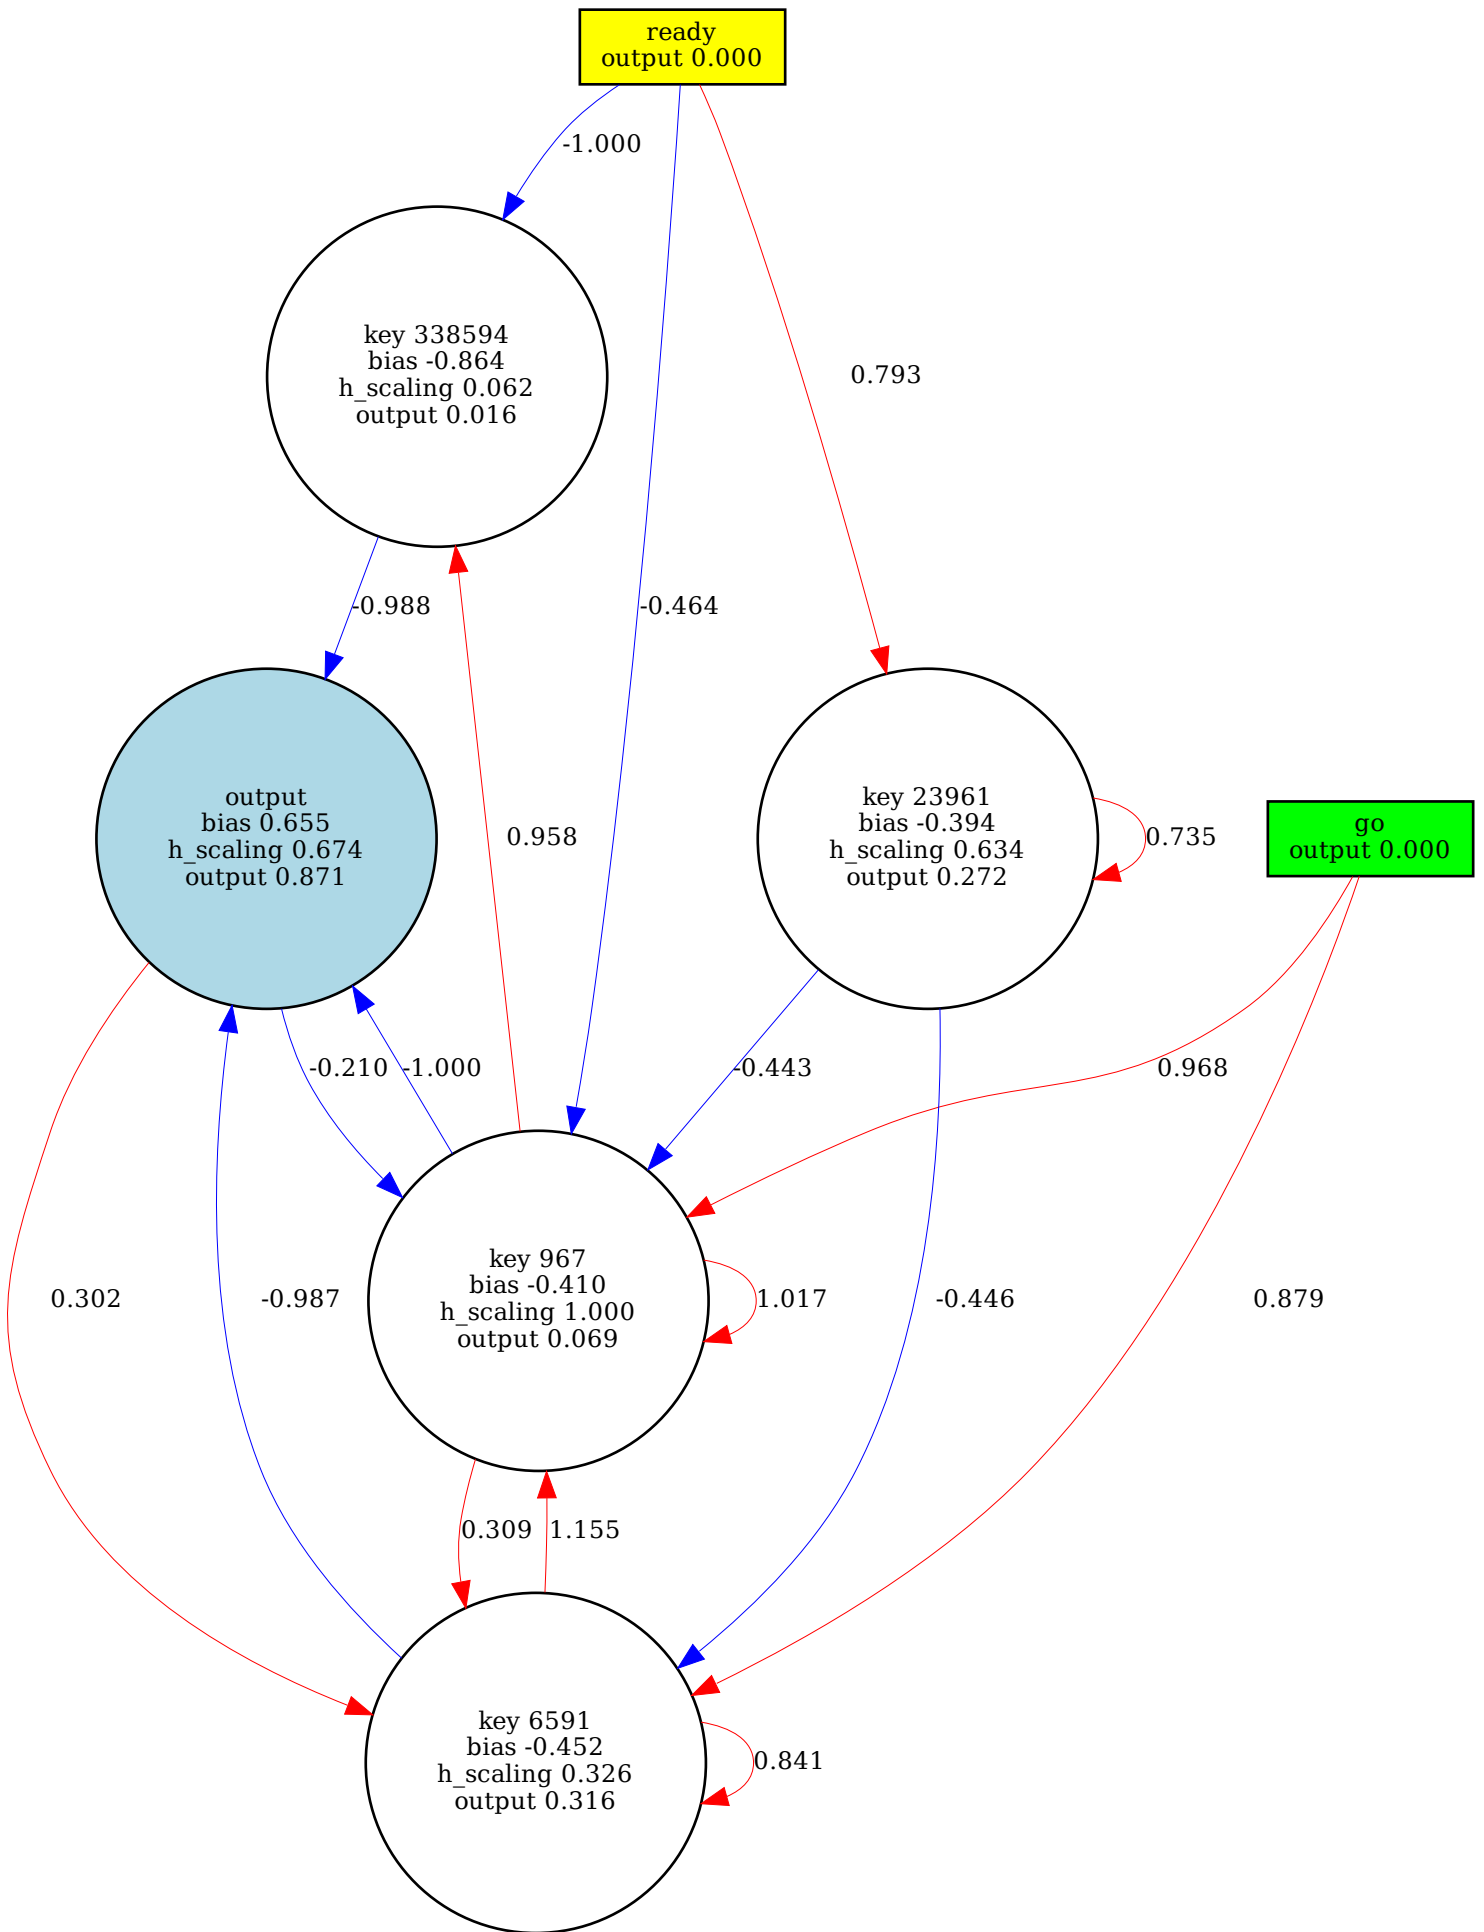 ready
output 0.000
-1.000
key 338594
bias -0.864
h_scaling 0.062
output 0.016
0.793
-0.988
-0.464
output
bias 0.655
h_scaling 0.674
output 0.871
0.958
key 23961
bias -0.394
h_scaling 0.634
output 0.272
0.735
go
output 0.000
-0.210
-1.000
-0.443
0.968
0.302
-0.987
key 967
bias -0.410
h_scaling 1.000
output 0.069
1.017
-0.446
0.879
0.309
1.155
key 6591
bias -0.452
h_scaling 0.326
output 0.316
0.841